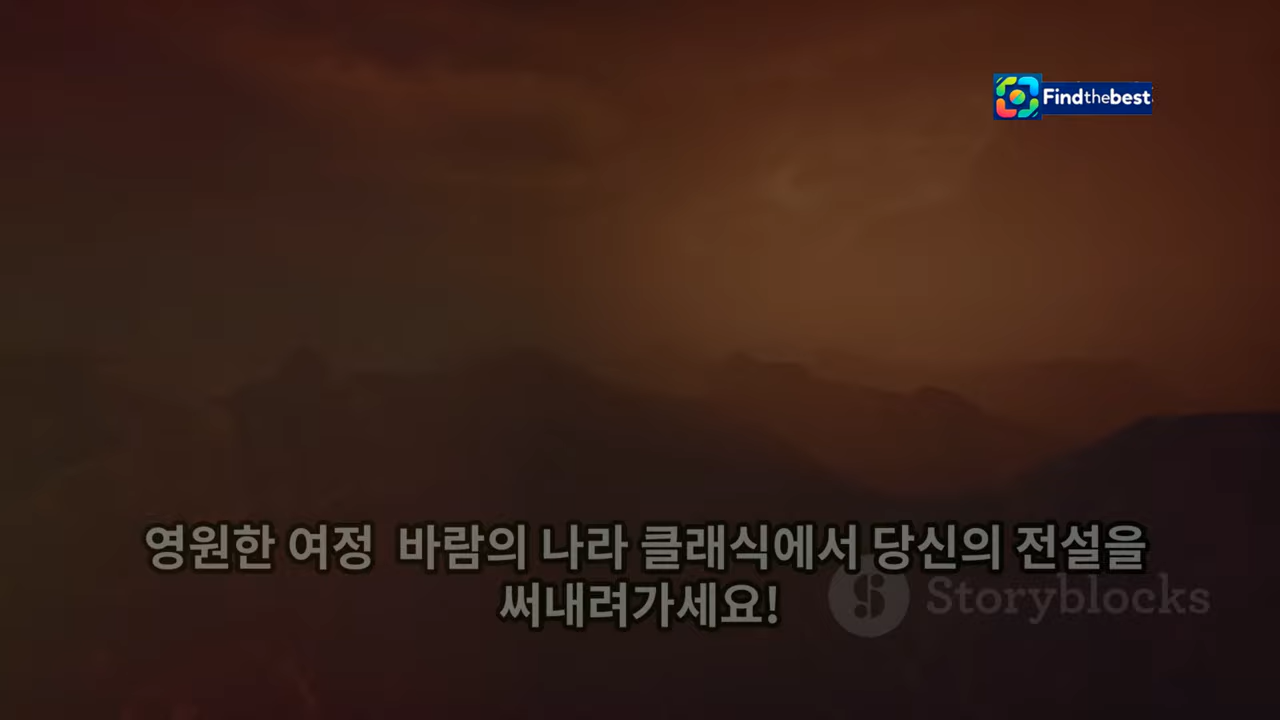 Findthebest
영원한 여정 바람의 나라 클래식에서 당신의 전설을
써내려가세요!
Storyblocks